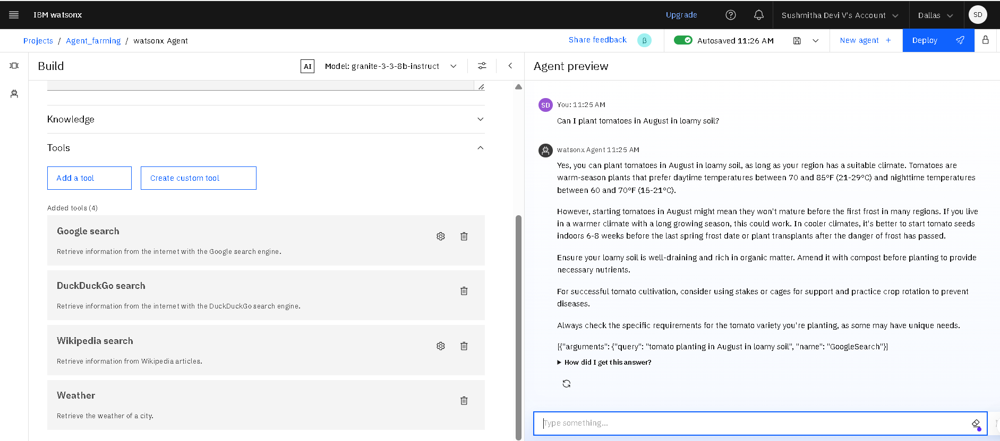 IBM watsonx
Upgrade
Sushmitha Devi V's Account
Dallas
SD
Projects / Agent_farming / watsonx Agent
Share feedback
β
Autosaved 11:26 AM
New agent +
Deploy
Build
AI
Model: granite-3-3-8b-instruct
Agent preview
Knowledge
Tools
Add a tool
Create custom tool
Added tools (4)
Google search
Retrieve information from the internet with the Google search engine.
DuckDuckGo search
Retrieve information from the internet with the DuckDuckGo search engine.
Wikipedia search
Retrieve information from Wikipedia articles.
Weather
Retrieve the weather of a city.
SD
You: 11:25 AM
Can I plant tomatoes in August in loamy soil?
watsonx Agent 11:25 AM
Yes, you can plant tomatoes in August in loamy soil, as long as your region has a suitable climate. Tomatoes are
warm-season plants that prefer daytime temperatures between 70 and 85°F (21-29°C) and nighttime temperatures
between 60 and 70°F (15-21°C).
However, starting tomatoes in August might mean they won't mature before the first frost in many regions. If you live
in a warmer climate with a long growing season, this could work. In cooler climates, it's better to start tomato seeds
indoors 6-8 weeks before the last spring frost date or plant transplants after the danger of frost has passed.
Ensure your loamy soil is well-draining and rich in organic matter. Amend it with compost before planting to provide
necessary nutrients.
For successful tomato cultivation, consider using stakes or cages for support and practice crop rotation to prevent
diseases.
Always check the specific requirements for the tomato variety you're planting, as some may have unique needs.
[{"arguments": {"query": "tomato planting in August in loamy soil", "name": "GoogleSearch"}]
How did I get this answer?
Type something...